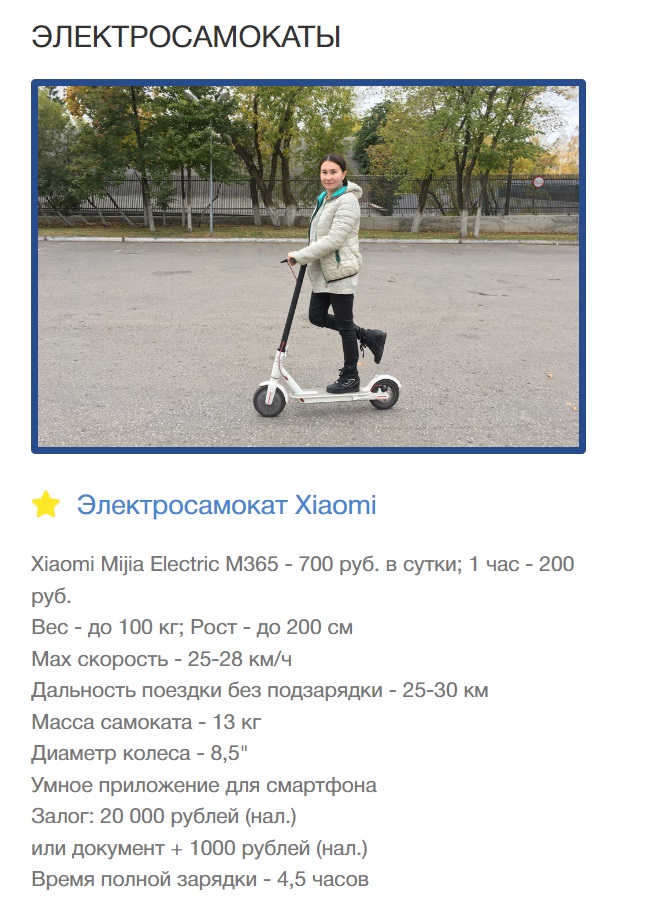 ЭЛЕКТРОСАМОКАТЫ
Электросамокат Xiaomi
Xiaomi Mijia Electric M365 - 700 руб. в сутки; 1 час - 200
руб.
Вес - до 100 кг; Рост - до 200 см
Мах скорость - 25-28 км/ч
Дальность поездки без подзарядки - 25-30 км
Масса самоката - 13 кг
Диаметр колеса - 8,5"
Умное приложение для смартфона
Залог: 20 000 рублей (нал.)
или документ + 1000 рублей (нал.)
Время полной зарядки - 4,5 часов